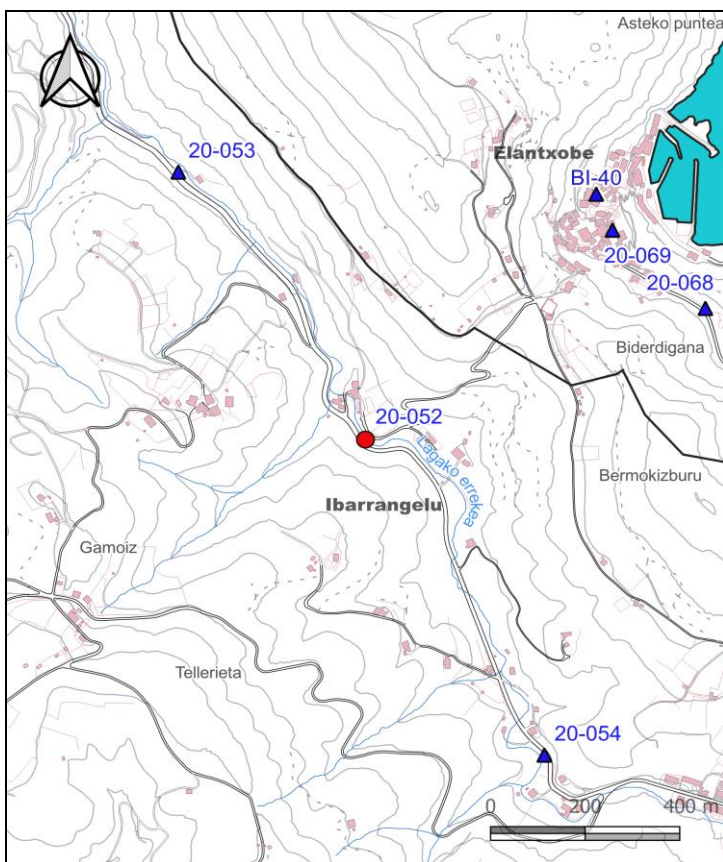 Asteko puntea
20-053
Elantxobe
BI-40
20-069
20-068
Biderdigana
20-052
Lagako errekea
Bermokizburu
Ibarrangelu
Gamoiz
Tellerieta
20-054
0 200 400 m